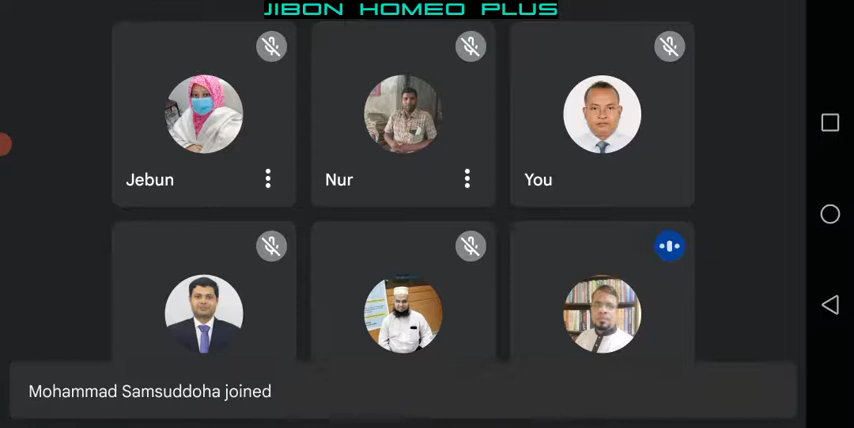 JIBON HOMEO PLUS
Jebun
Nur
You
Mohammad Samsuddoha joined